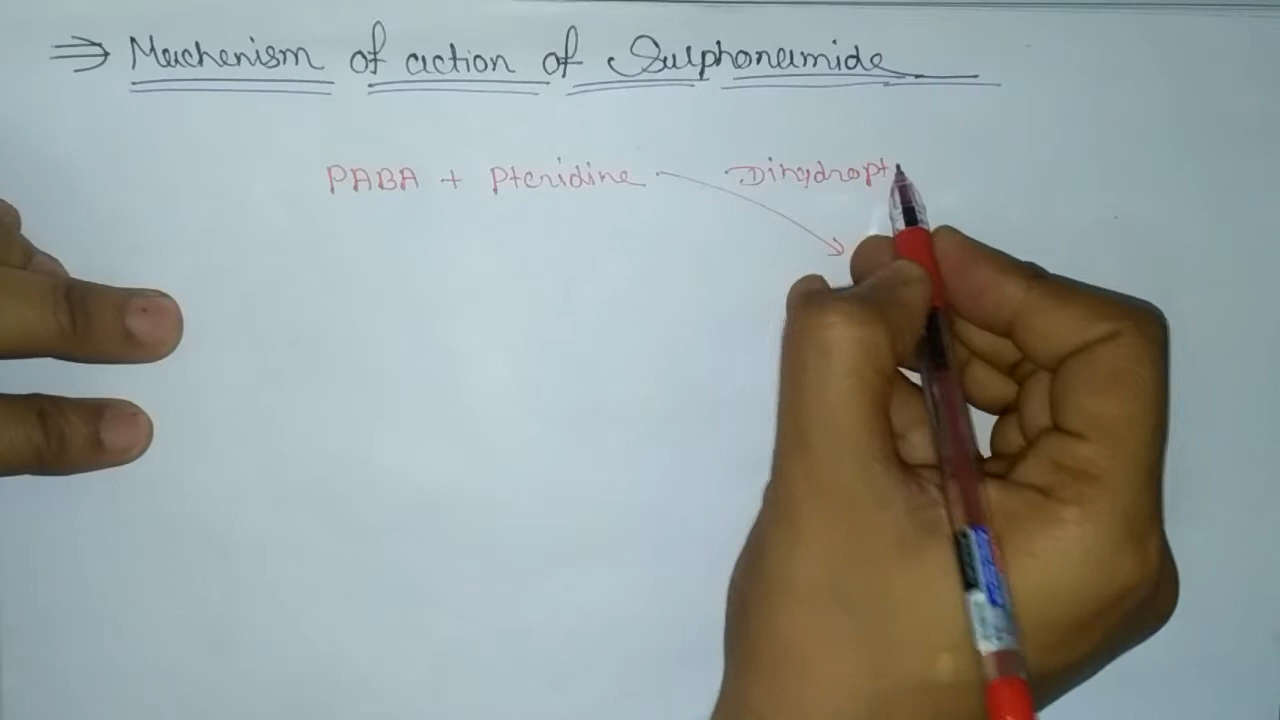 ⇒ Mechenism of action of Sulphonamide
PABA + Pteridine → Dihydropt